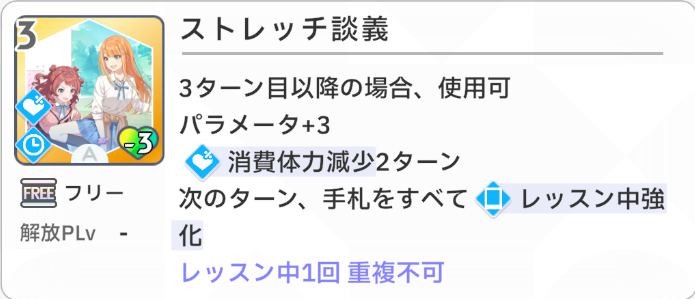 3
ストレッチ談義
3ターン目以降の場合、使用可
パラメータ+3
消費体力減少2ターン
次のターン、手札をすべて レッスン中強
化
レッスン中1回 重複不可
-3
A
FREE フリー
解放PLv -